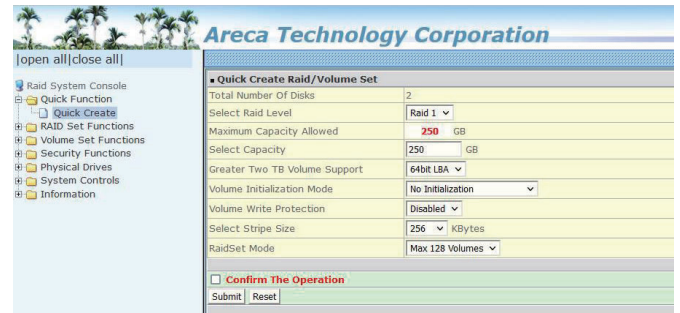 Areca Technology Corporation
|open all|close all|
Raid System Console
Quick Function
Quick Create
RAID Set Functions
Volume Set Functions
Security Functions
Physical Drives
System Controls
Information
Quick Create Raid/Volume Set
Total Number Of Disks 2
Select Raid Level Raid 1
Maximum Capacity Allowed 250 GB
Select Capacity 250 GB
Greater Two TB Volume Support 64bit LBA
Volume Initialization Mode No Initialization
Volume Write Protection Disabled
Select Stripe Size 256 KBytes
RaidSet Mode Max 128 Volumes
Confirm The Operation
Submit Reset